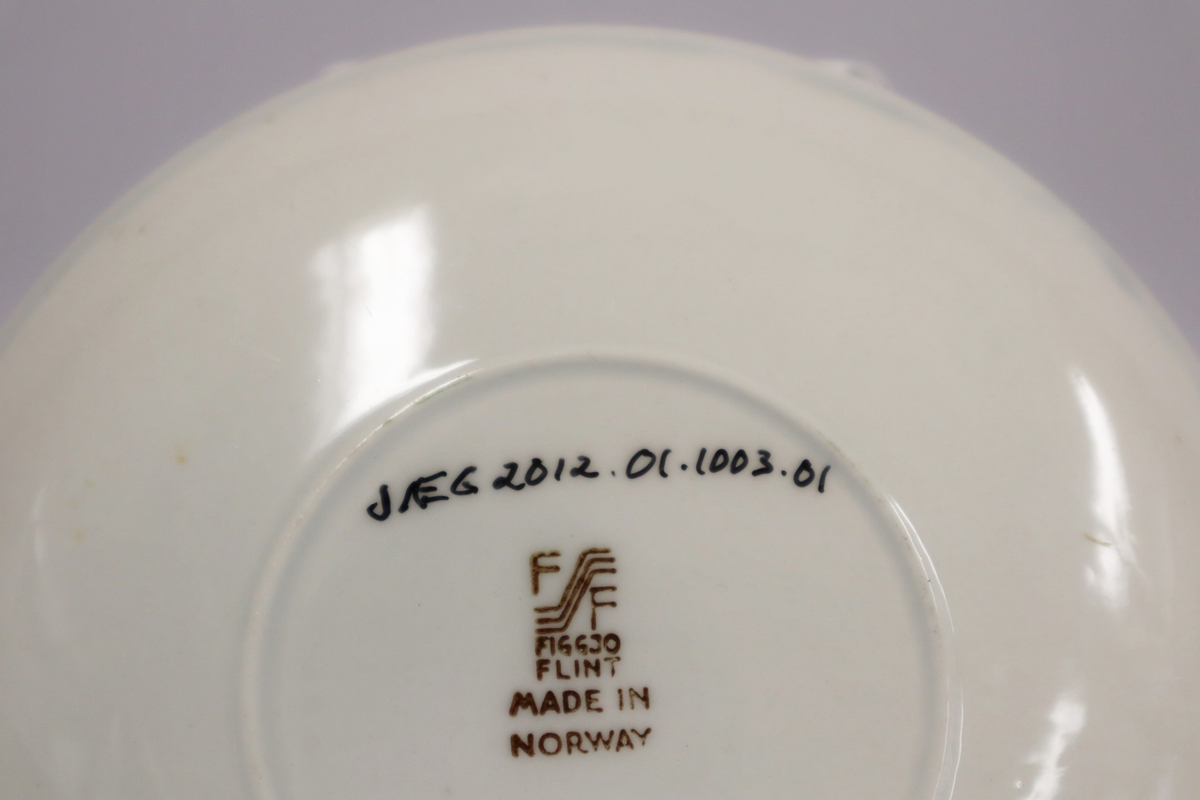 JÆG 2012.01.1003.01
F F
FIGGJO
FLINT
MADE IN
NORWAY